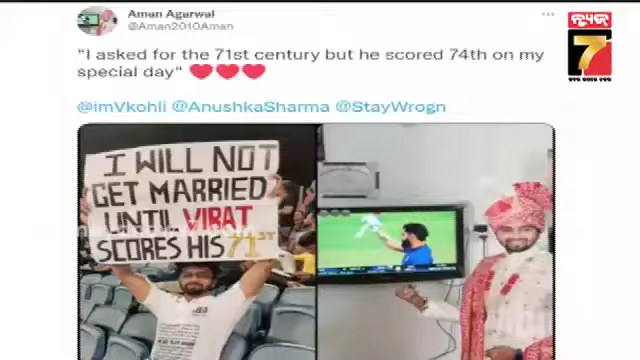 Aman Agarwal
@Aman2010Aman
"I asked for the 71st century but he scored 74th on my
special day" ❤️❤️❤️
@imVkohli @AnushkaSharma @StayWrogn
I WILL NOT
GET MARRIED
UNTIL VIRAT
SCORES HIS 71ST
ନ୍ୟୁଜ୍
7